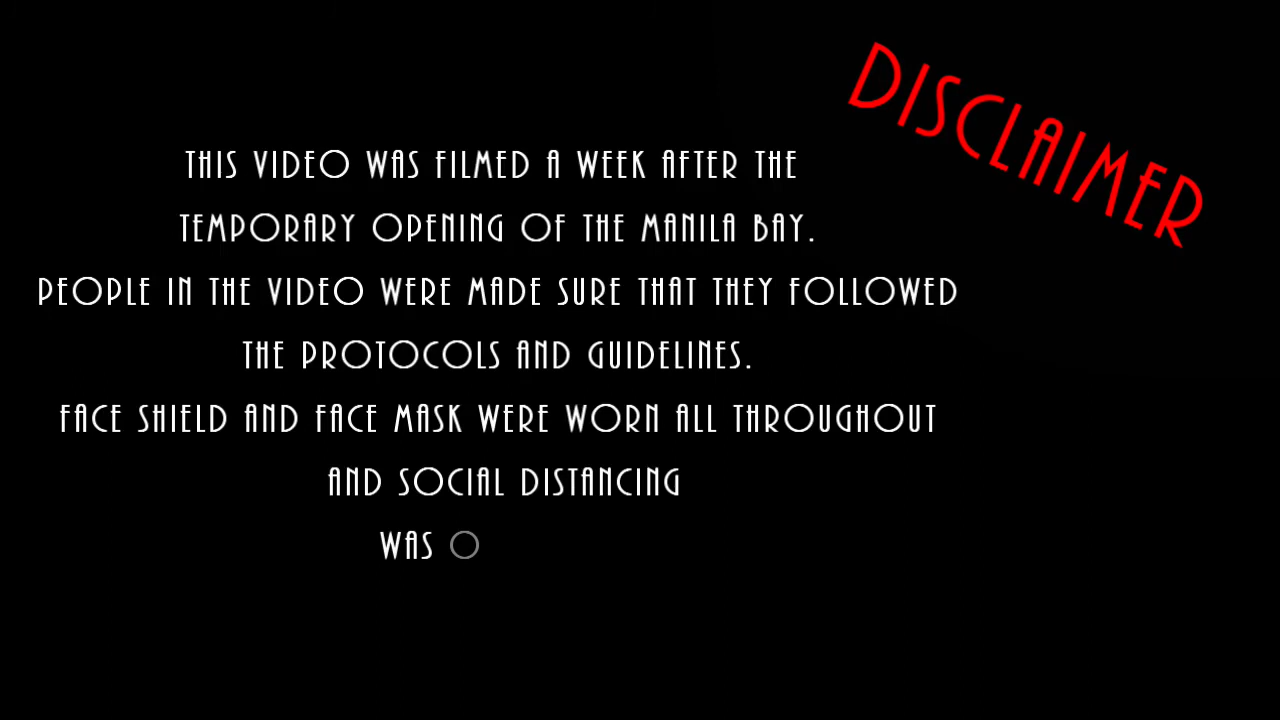 DISCLAIMER
THIS VIDEO WAS FILMED A WEEK AFTER THE
TEMPORARY OPENING OF THE MANILA BAY.
PEOPLE IN THE VIDEO WERE MADE SURE THAT THEY FOLLOWED
THE PROTOCOLS AND GUIDELINES.
FACE SHIELD AND FACE MASK WERE WORN ALL THROUGHOUT
AND SOCIAL DISTANCING
WAS O